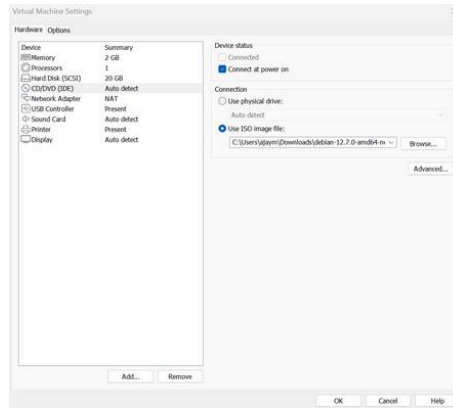 Virtual Machine Settings
Hardware Options
Device Summary
Memory 2 GB
Processors 1
Hard Disk (SCSI) 20 GB
CD/DVD (IDE) Auto detect
Network Adapter NAT
USB Controller Present
Sound Card Auto detect
Printer Present
Display Auto detect
Add... Remove
Device status
Connected
Connect at power on
Connection
Use physical drive:
Auto detect
Use ISO image file:
C:\Users\ajaym\Downloads\debian-12.7.0-amd64-n Browse...
Advanced...
OK Cancel Help